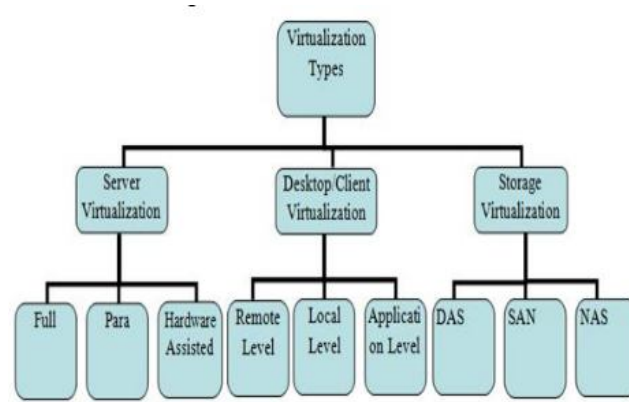 Virtualization
Types
Server
Virtualization
Desktop/Client
Virtualization
Storage
Virtualization
Full
Para
Hardware
Assisted
Remote
Level
Local
Level
Applicati
on Level
DAS
SAN
NAS